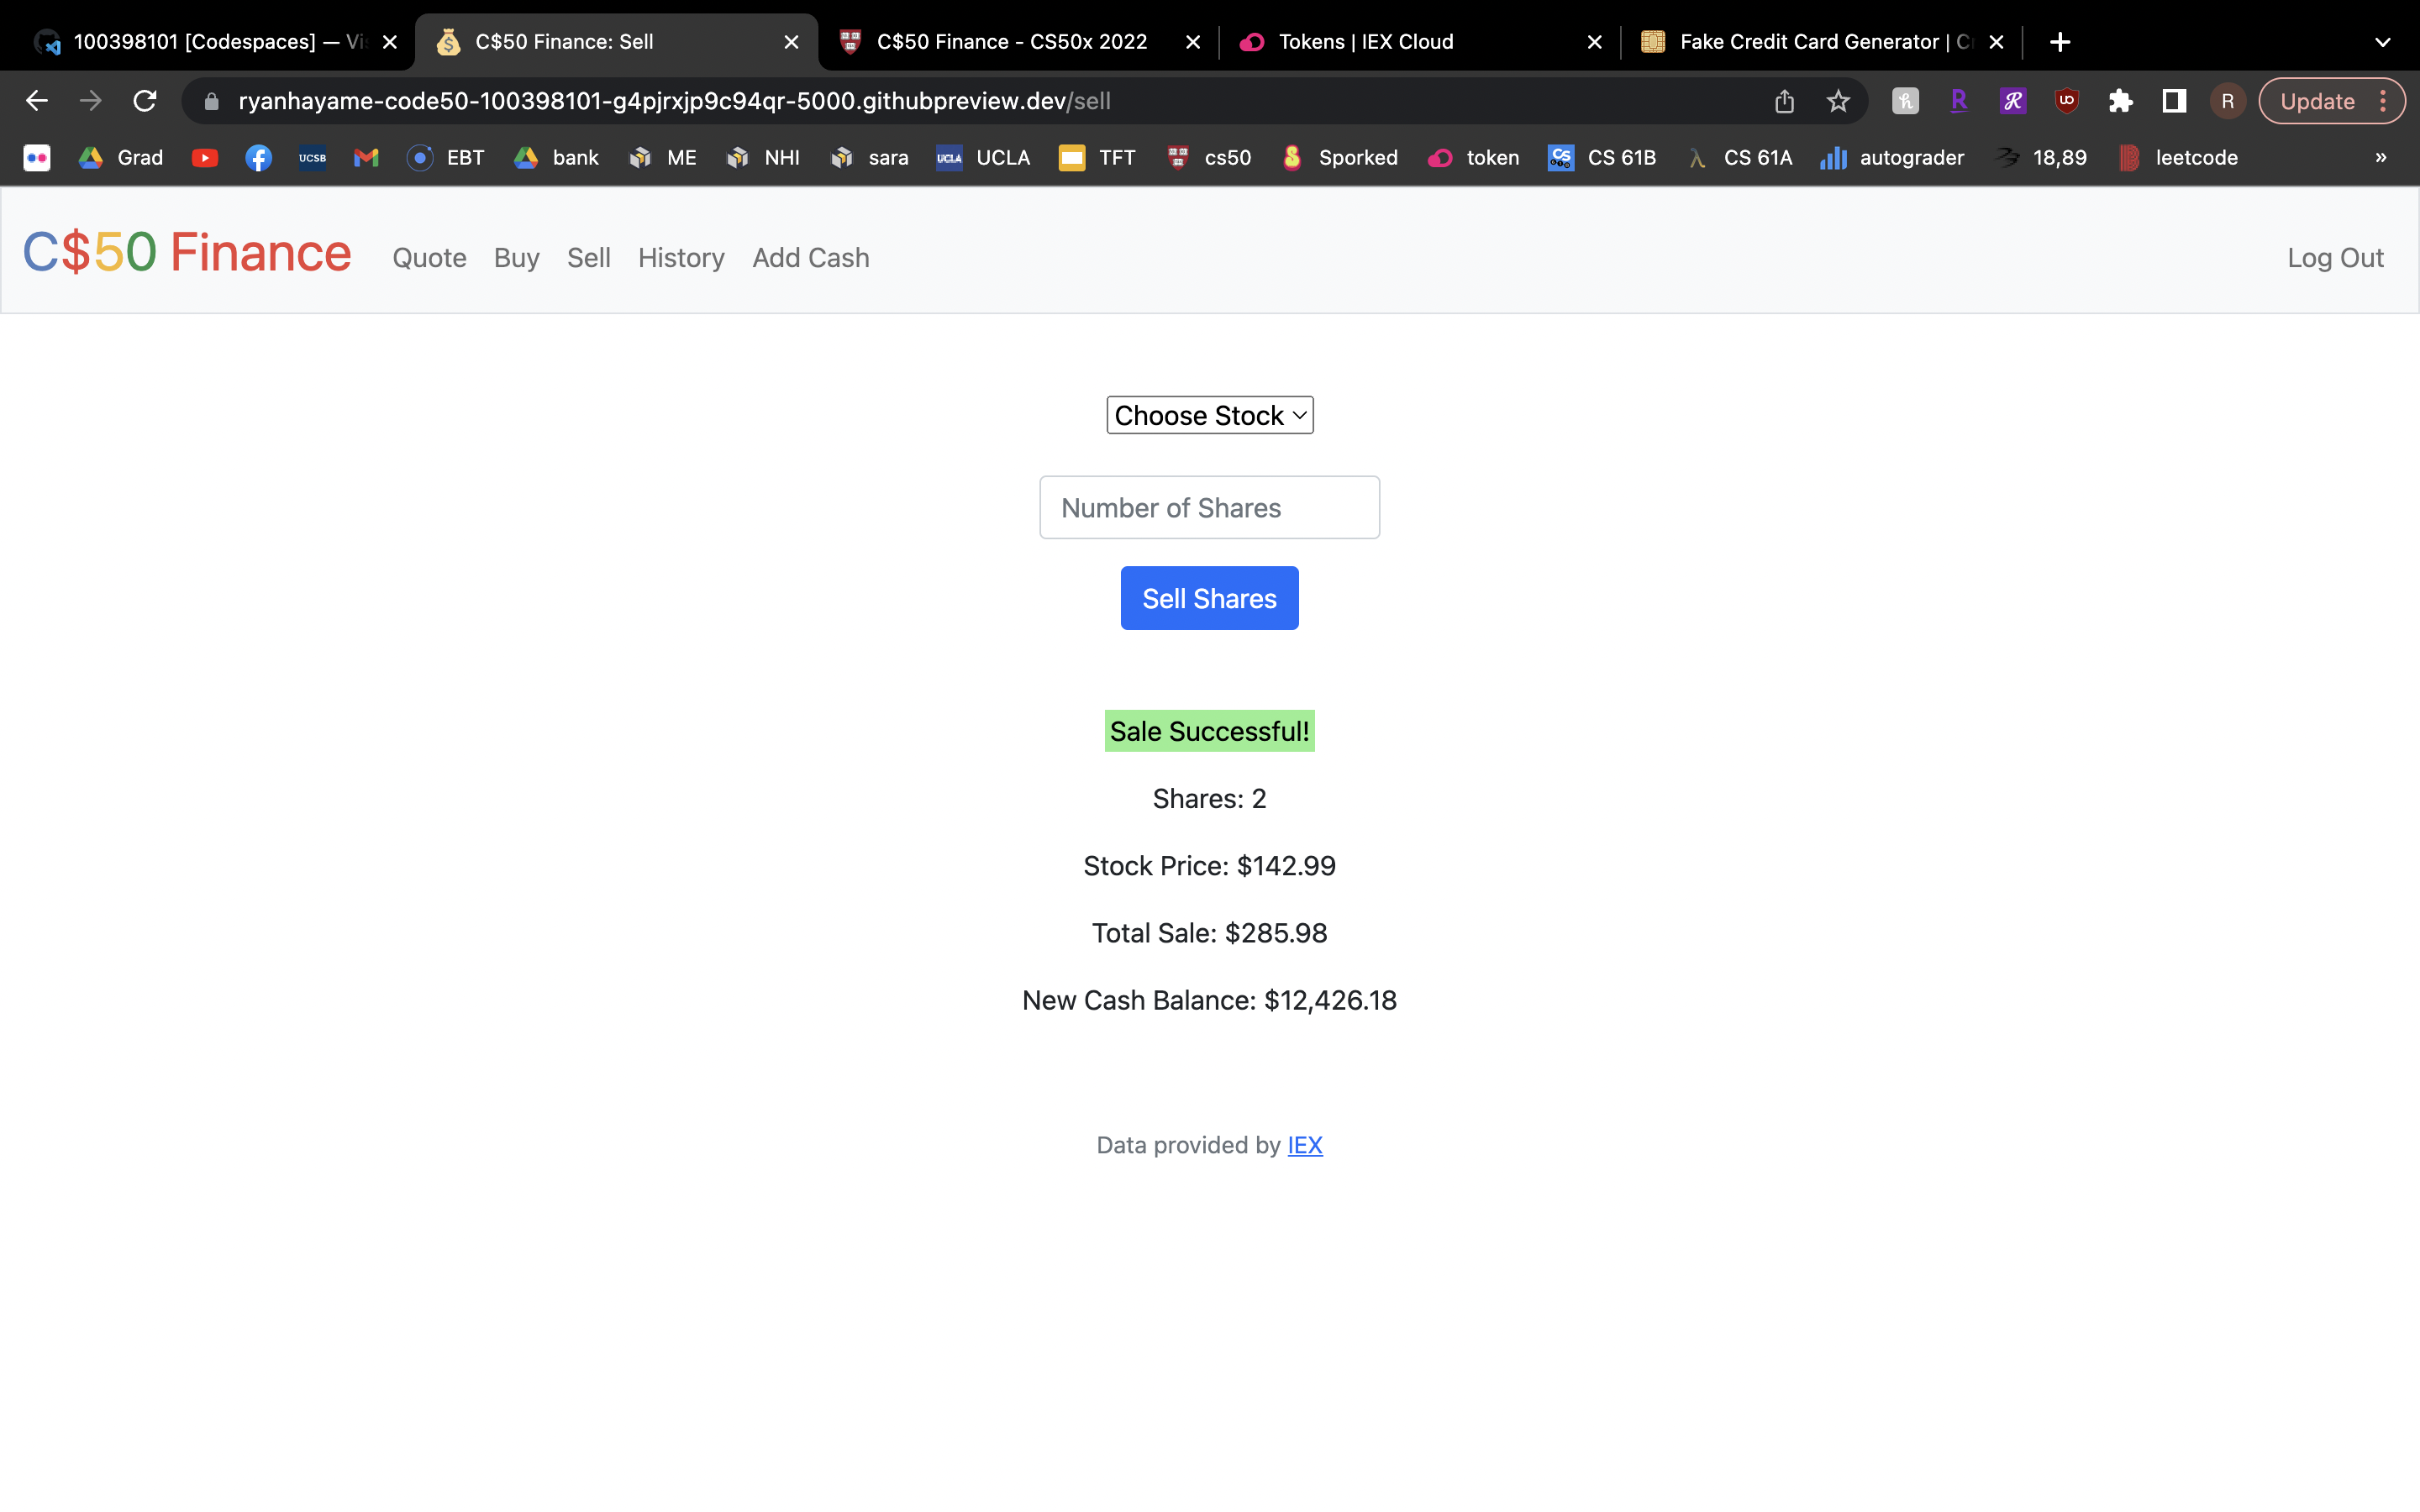 100398101 [Codespaces] — Vis
C$50 Finance: Sell
C$50 Finance - CS50x 2022
Tokens | IEX Cloud
Fake Credit Card Generator | C
ryanhayame-code50-100398101-g4pjrxjp9c94qr-5000.githubpreview.dev/sell
R
R
UO
R
Update
Grad
UCSB
EBT
bank
ME
NHI
sara
UCLA UCLA
TFT
cs50
Sporked
token
CS CS 61B
λ CS 61A
autograder
18,89
leetcode
»
C$50 Finance Quote Buy Sell History Add Cash Log Out
Choose Stock
Number of Shares
Sell Shares
Sale Successful!
Shares: 2
Stock Price: $142.99
Total Sale: $285.98
New Cash Balance: $12,426.18
Data provided by IEX